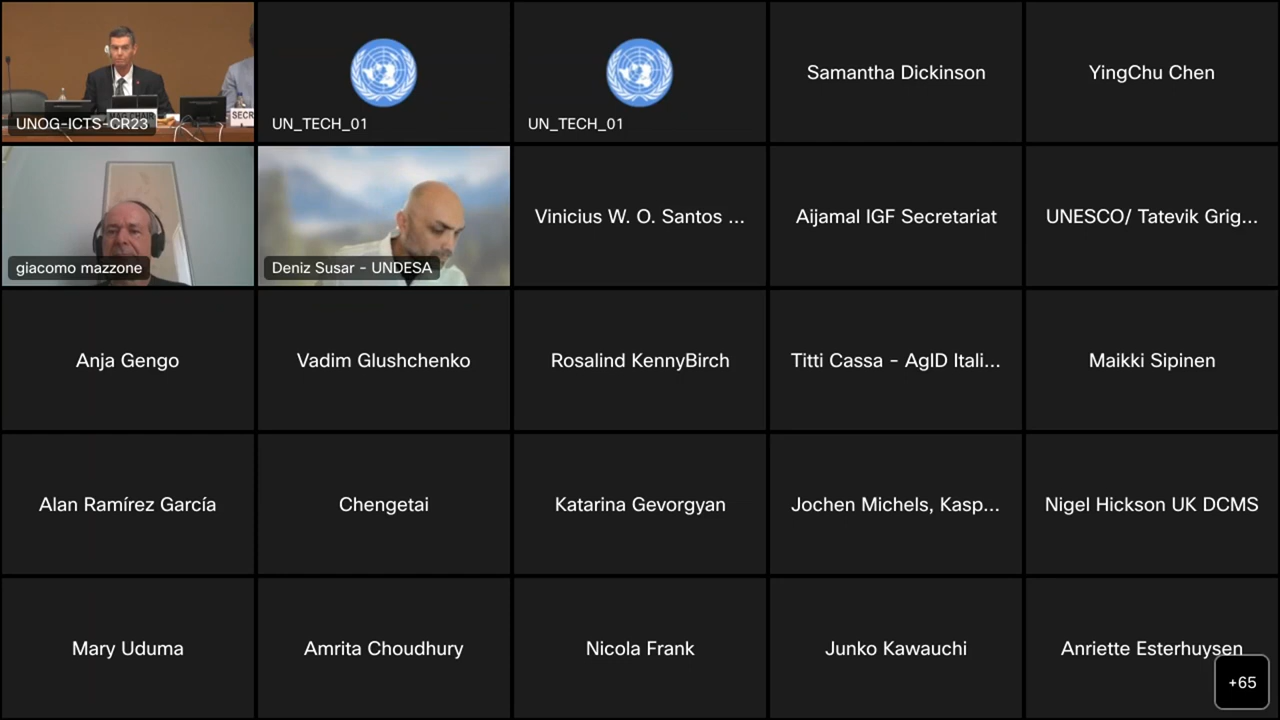 MAG CHAIR
SECR
UNOG-ICTS-CR23
UN_TECH_01
UN_TECH_01
Samantha Dickinson
YingChu Chen
giacomo mazzone
Deniz Susar - UNDESA
Vinicius W. O. Santos ...
Aijamal IGF Secretariat
UNESCO/ Tatevik Grig...
Anja Gengo
Vadim Glushchenko
Rosalind KennyBirch
Titti Cassa - AgID Itali...
Maikki Sipinen
Alan Ramírez García
Chengetai
Katarina Gevorgyan
Jochen Michels, Kasp...
Nigel Hickson UK DCMS
Mary Uduma
Amrita Choudhury
Nicola Frank
Junko Kawauchi
Anriette Esterhuysen
+65